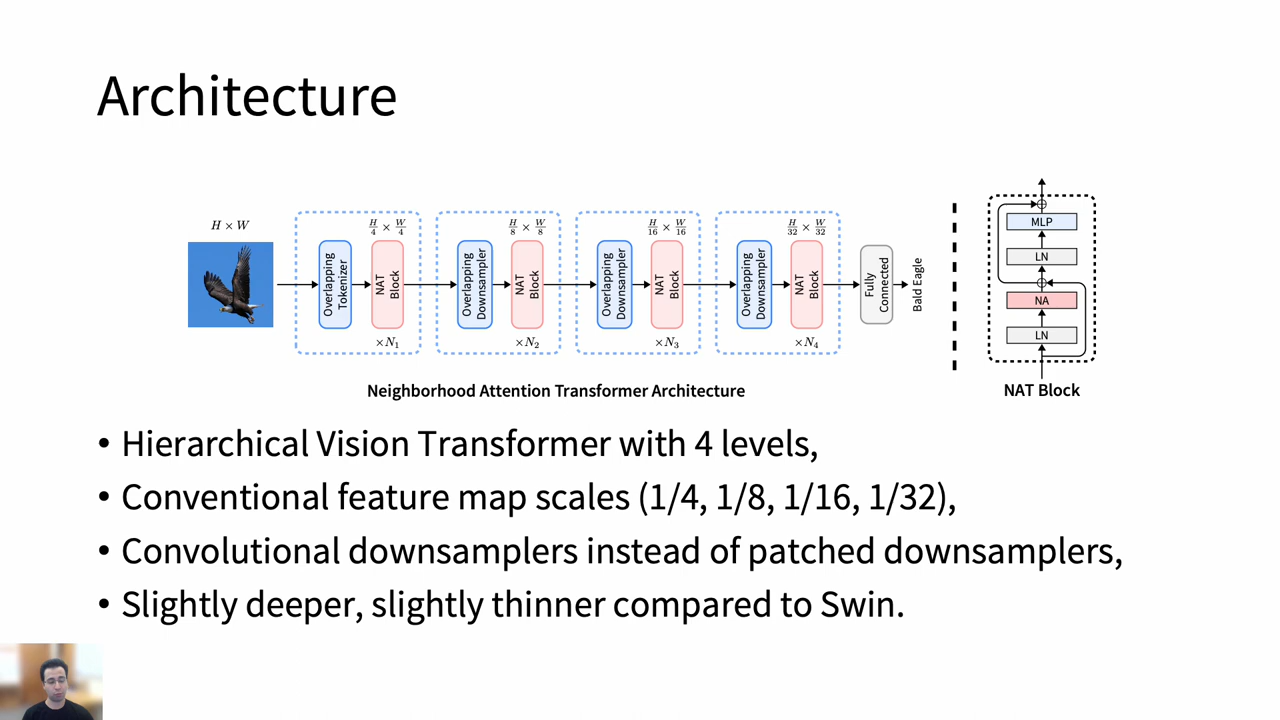 Architecture
H × W
Overlapping Tokenizer
H/4 × W/4
NAT Block
×N₁
Overlapping Downsampler
H/8 × W/8
NAT Block
×N₂
Overlapping Downsampler
H/16 × W/16
NAT Block
×N₃
Overlapping Downsampler
H/32 × W/32
NAT Block
×N₄
Fully Connected
Bald Eagle
Neighborhood Attention Transformer Architecture
MLP
LN
NA
LN
NAT Block
• Hierarchical Vision Transformer with 4 levels,
• Conventional feature map scales (1/4, 1/8, 1/16, 1/32),
• Convolutional downsamplers instead of patched downsamplers,
• Slightly deeper, slightly thinner compared to Swin.